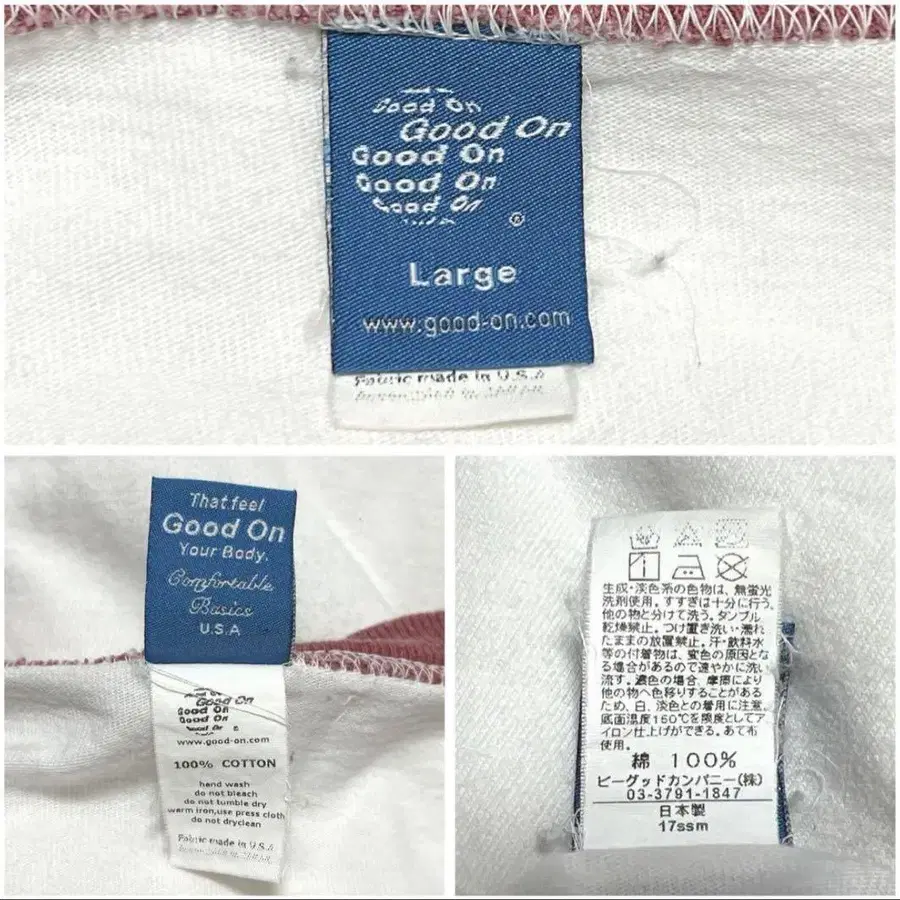 Good On
Good On
Good On
Good On
Good On
®
Large
www.good-on.com
Fabric made in U.S.A
That feel
Good On
Your Body.
Comfortable
Basics
U.S.A
Good On
Good On
Good On
www.good-on.com
100% COTTON
hand wash
do not bleach
do not tumble dry
warm iron,use press cloth
do not dryclean
Fabric made in U.S.A
生成・淡色系の色物は、無蛍光
洗剤使用。すすぎは十分に行う。
他の物と分けて洗う。タンブル
乾燥禁止。つけ置き洗い・濡れ
たままの放置禁止。汗・飲料水
等の付着物は、変色の原因とな
る場合があるので速やかに洗い
流す。濃色の場合、摩擦により
他の物へ色移りすることがある
ため、白、淡色との着用に注意。
底面温度150℃を限度としてア
イロン仕上げができる。あて布
使用。
綿 100%
ビーグッドカンパニー(株)
03-3791-1847
日本製
17ssm